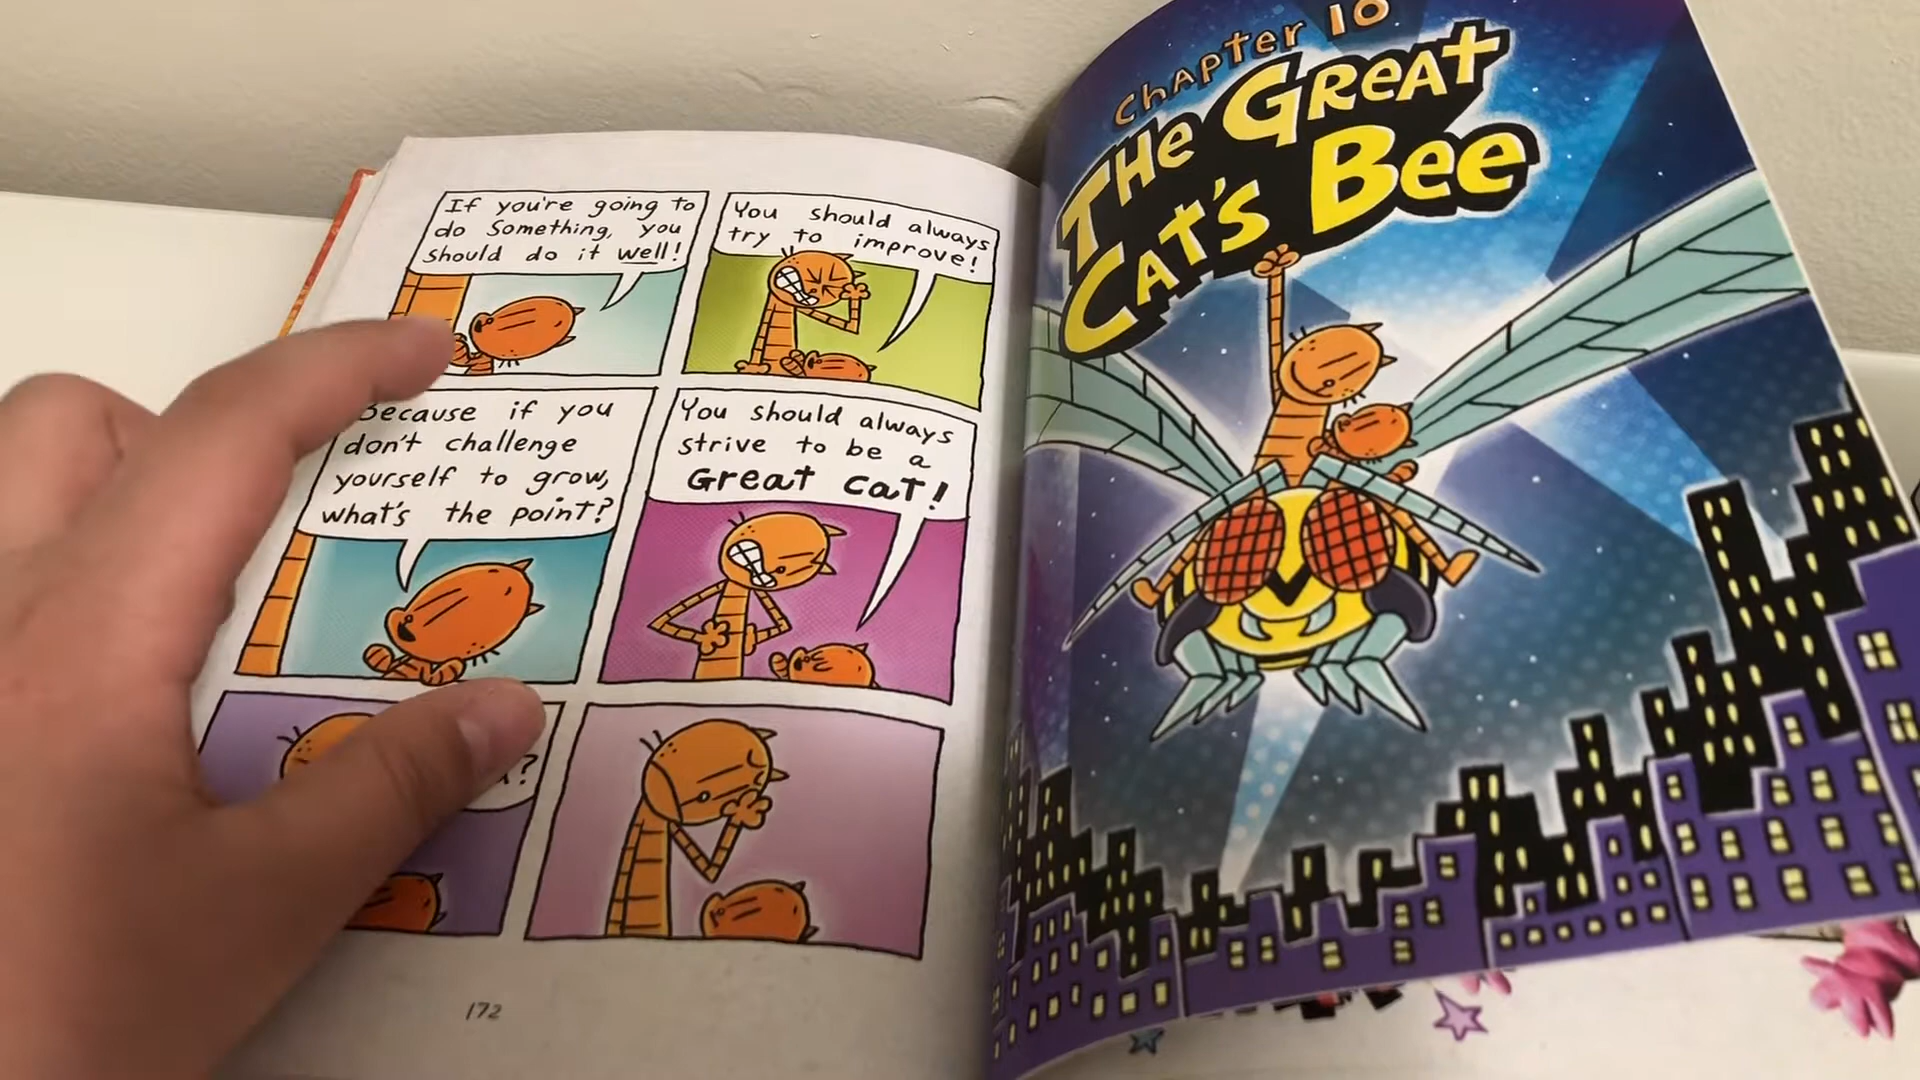 If you're going to
do Something, you
should do it well!
You should always
try to improve!
Because if you
don't challenge
yourself to grow,
what's the point?
You should always
strive to be a
Great Cat!
172
Chapter 10
The Great
Cat's Bee